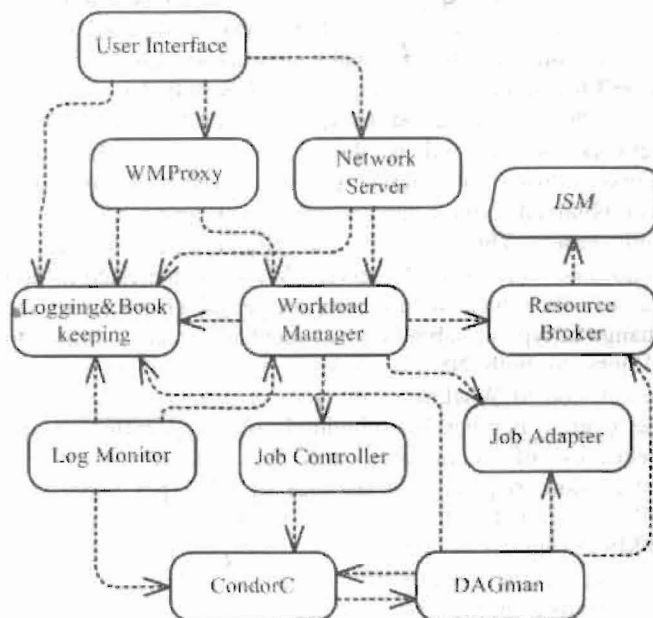 User Interface
WMProxy
Network
Server
ISM
Logging&Book
keeping
Workload
Manager
Resource
Broker
Log Monitor
Job Controller
Job Adapter
CondorC
DAGman